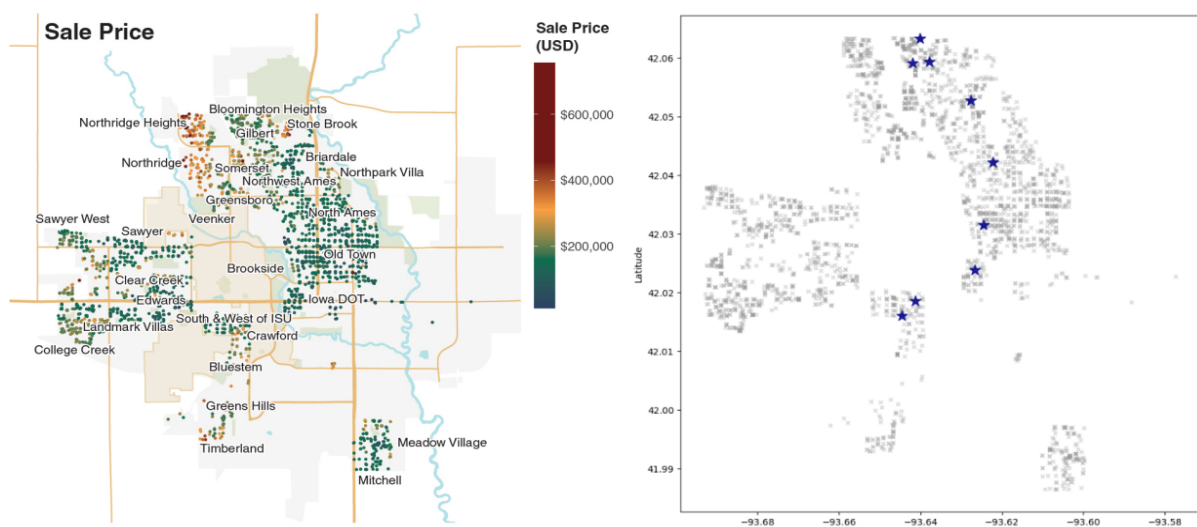 Sale Price
Sale Price
(USD)
$600,000
$400,000
$200,000
Bloomington Heights
Northridge Heights
Stone Brook
Gilbert
Northridge
Briardale
Somerset
Northpark Villa
Northwest Ames
Greensboro
North Ames
Sawyer West
Veenker
Sawyer
Old Town
Brookside
Clear Creek
Edwards
Iowa DOT
South & West of ISU
Landmark Villas
Crawford
College Creek
Bluestem
Greens Hills
Timberland
Meadow Village
Mitchell
42.06
42.05
42.04
42.03
Latitude
42.02
42.01
42.00
41.99
−93.68
−93.66
−93.64
−93.62
−93.60
−93.58